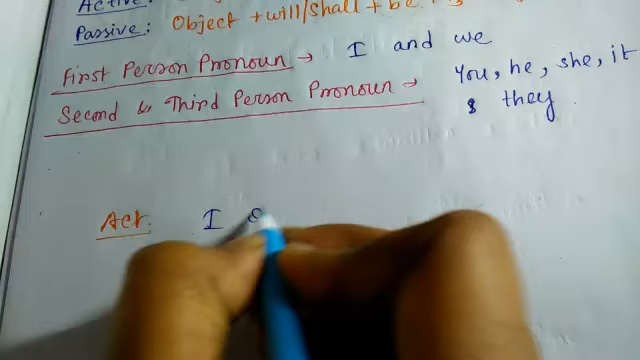 Active:
Passive: Object + will/shall + be +
First Person Pronoun → I and we
Second & Third Person Pronoun → You, he, she, it
& they.
Act: I